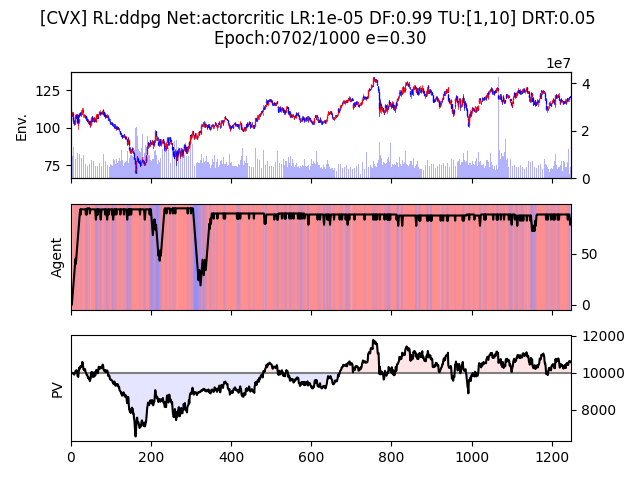 [CVX] RL:ddpg Net:actorcritic LR:1e-05 DF:0.99 TU:[1,10] DRT:0.05
Epoch:0702/1000 e=0.30
1e7
125
100
75
Env.
4
2
0
Agent
50
0
PV
12000
10000
8000
0 200 400 600 800 1000 1200